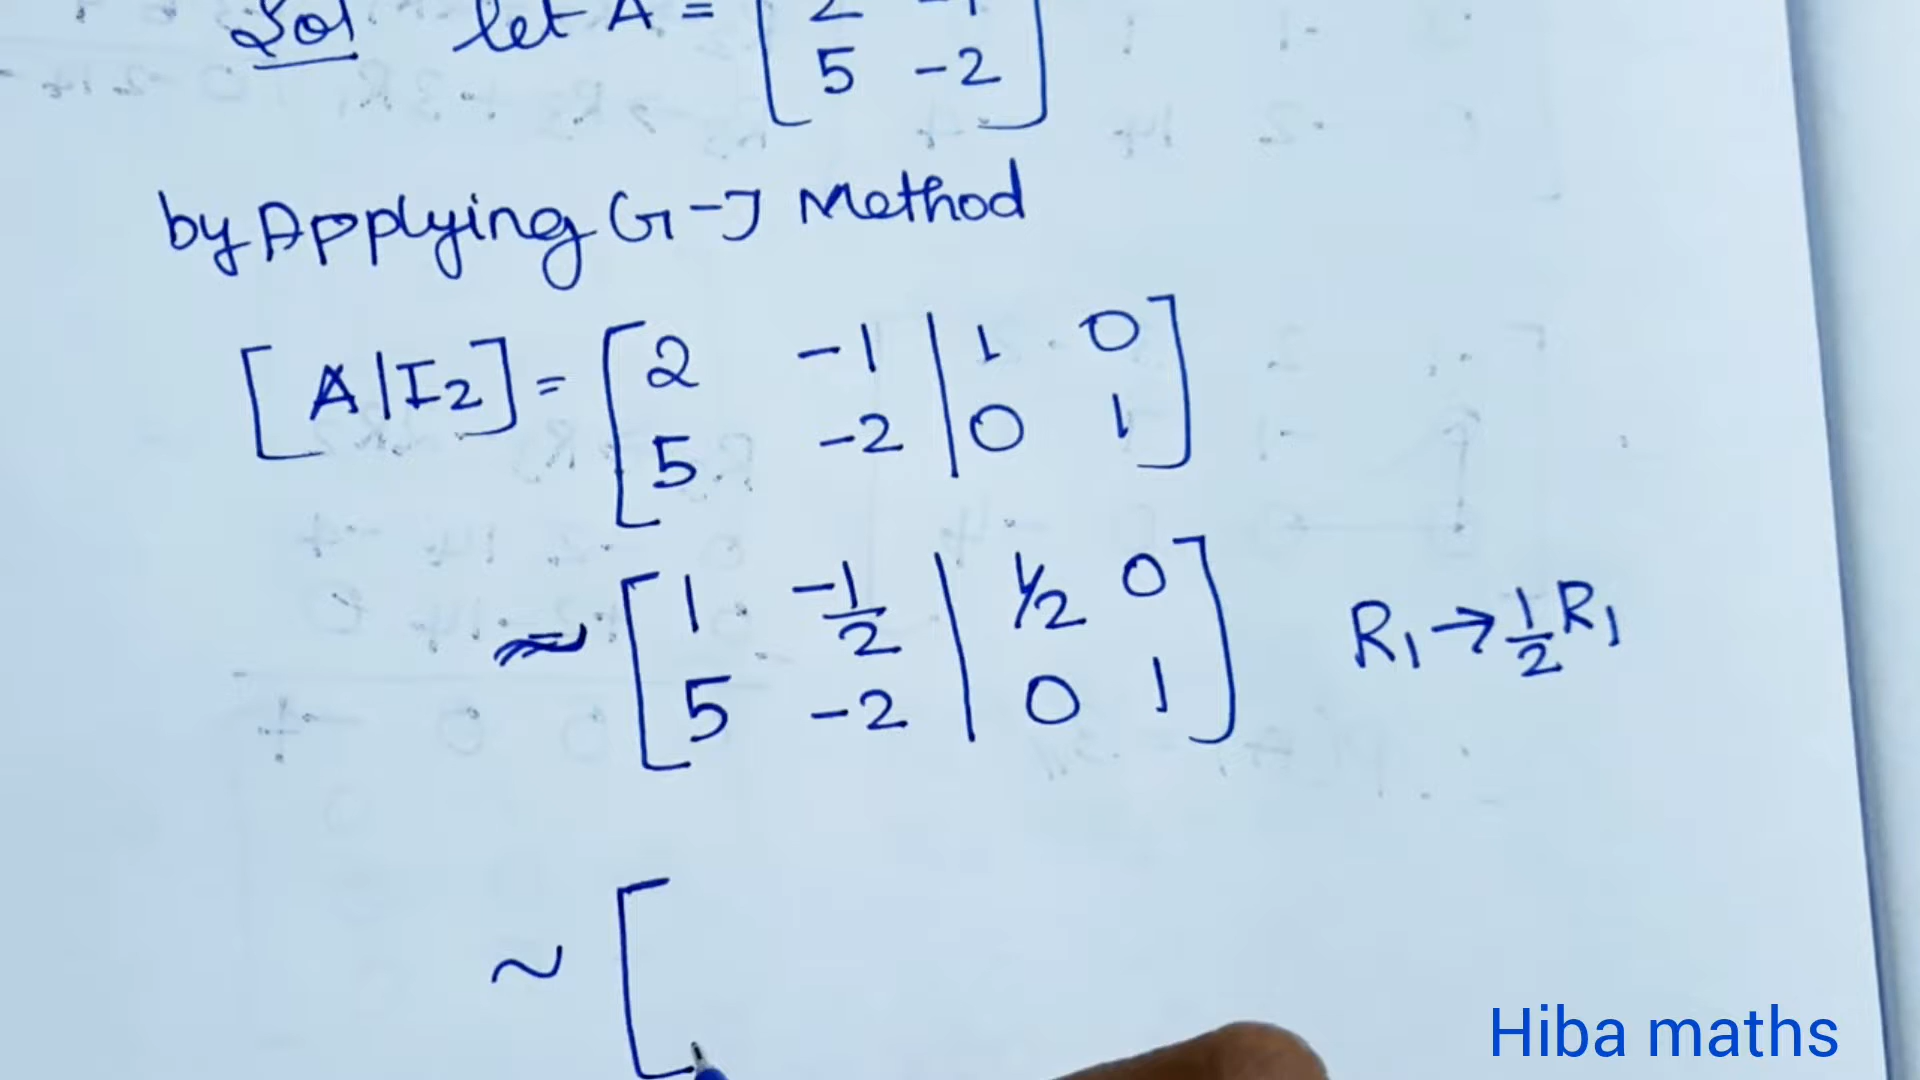 Sol let A = [2 -1
5 -2]
by Applying G-J Method
[A|I2] = [2 -1 | 1 0
5 -2 | 0 1]
≈ [1 -1/2 | 1/2 0
5 -2 | 0 1] R1→1/2 R1
~ [
Hiba maths